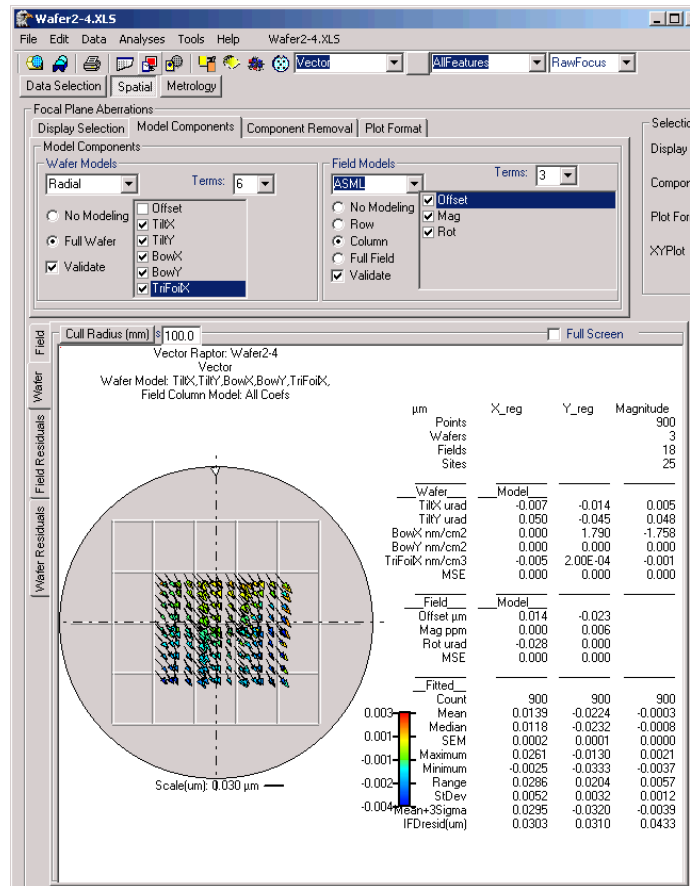 Wafer2-4.XLS
File Edit Data Analyses Tools Help Wafer2-4.XLS
Vector AllFeatures RawFocus
Data Selection Spatial Metrology
Focal Plane Aberrations
Display Selection Model Components Component Removal Plot Format
Selectio
Model Components
Display
Wafer Models
Field Models
Radial Terms: 6
ASML Terms: 3
Compor
No Modeling
Full Wafer
Validate
Offset
TiltX
TiltY
BowX
BowY
TriFoilX
No Modeling
Row
Column
Full Field
Validate
Offset
Mag
Rot
Plot For
XYPlot
Field
Wafer
Field Residuals
Wafer Residuals
Cull Radius (mm) s 100.0
Full Screen
Vector Raptor: Wafer2-4
Vector
Wafer Model: TiltX,TiltY,BowX,BowY,TriFoilX,
Field Column Model: All Coefs
µm X_reg Y_reg Magnitude
Points 900
Wafers 3
Fields 18
Sites 25
__Wafer__ __Model__
TiltX urad -0.007 -0.014 0.005
TiltY urad 0.050 -0.045 0.048
BowX nm/cm2 0.000 1.790 -1.758
BowY nm/cm2 0.000 0.000 0.000
TriFoilX nm/cm3 -0.005 2.00E-04 -0.001
MSE 0.000 0.000 0.000
__Field__ __Model__
Offset µm 0.014 -0.023
Mag ppm 0.000 0.006
Rot urad -0.028 0.000
MSE 0.000 0.000
__Fitted__
Count 900 900 900
Mean 0.0139 -0.0224 -0.0003
Median 0.0118 -0.0232 -0.0008
SEM 0.0002 0.0001 0.0000
Maximum 0.0261 -0.0130 0.0021
Minimum -0.0025 -0.0333 -0.0037
Range 0.0286 0.0204 0.0057
StDev 0.0052 0.0032 0.0012
Mean+3Sigma 0.0295 -0.0320 -0.0039
IFDresid(um) 0.0303 0.0310 0.0433
0.003
0.001
-0.001
-0.002
-0.004
Scale(um): 0.030 µm